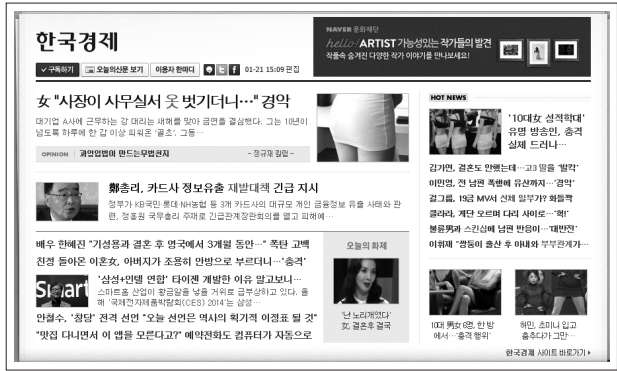 한국경제
NAVER 문화재단
hello! ARTIST 가능성있는 작가들의 발견
작품속 숨겨진 다양한 작가 이야기를 만나보세요!
✓구독하기 오늘의신문 보기 이용자 한마디 01-21 15:09 편집
女 "사장이 사무실서 옷 벗기더니…" 경악
대기업 A사에 근무하는 강 대리는 새해를 맞아 금연을 결심했다. 그는 10년이
넘도록 하루에 한 갑 이상 피워온 '골초'. 그동…
OPINION 과안업법이 만드는무법권지 - 정규재 칼럼 -
鄭총리, 카드사 정보유출 재발대책 긴급 지시
정부가 KB국민·롯데·NH농협 등 3개 카드사의 대규모 개인 금융정보 유출 사태와 관
련, 정홍원 국무총리 주재로 긴급관계장관회의를 열고 피해예…
배우 한혜진 "기성용과 결혼 후 영국에서 3개월 동안…" 폭탄 고백
친정 돌아온 이혼女, 아버지가 조용히 안방으로 부르더니…'충격'
Smart
'삼성+인텔 연합' 타이젠 개발한 이유 알고보니…
스마트홈 산업이 황금알을 낳을 거위로 급부상하고 있다. 올
해 '국제전자제품박람회(CES) 2014'는 삼성…
안철수, '창당' 전격 선언 "오늘 선언은 역사의 획기적 이정표 될 것"
"맛집 다니면서 이 앱을 모른다고?" 예약전화도 컴퓨터가 자동으로
오늘의 화제
'난 노리개였다'
女, 결혼후 결국
HOT NEWS
'10대女 성적학대'
유명 방송인, 충격
실체 드러나…
김가연, 결혼도 안했는데…고3 딸을 '발칵'
이민영, 전 남편 폭행에 유산까지…'경악'
걸그룹, 19금 MV서 신체 일부가? 화들짝
클라라, 계단 오르며 다리 사이로…'헉!'
불륜男과 스킨십에 남편 반응이…'대반전'
이휘재 "쌍둥이 출산 후 아내와 부부관계가…
10대 男女 6명, 한 방
에서…'충격 행위'
허민, 초미니 입고
춤추다가 그만…
한국경제 사이트 바로가기